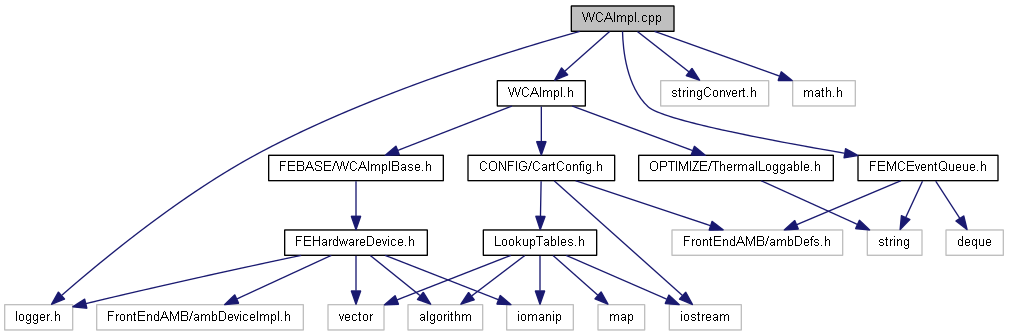 WCAImpl.cpp
WCAImpl.h
stringConvert.h
math.h
FEBASE/WCAImplBase.h
CONFIG/CartConfig.h
OPTIMIZE/ThermalLoggable.h
FEMCEventQueue.h
FEHardwareDevice.h
LookupTables.h
FrontEndAMB/ambDefs.h
string
deque
logger.h
FrontEndAMB/ambDeviceImpl.h
vector
algorithm
iomanip
map
iostream